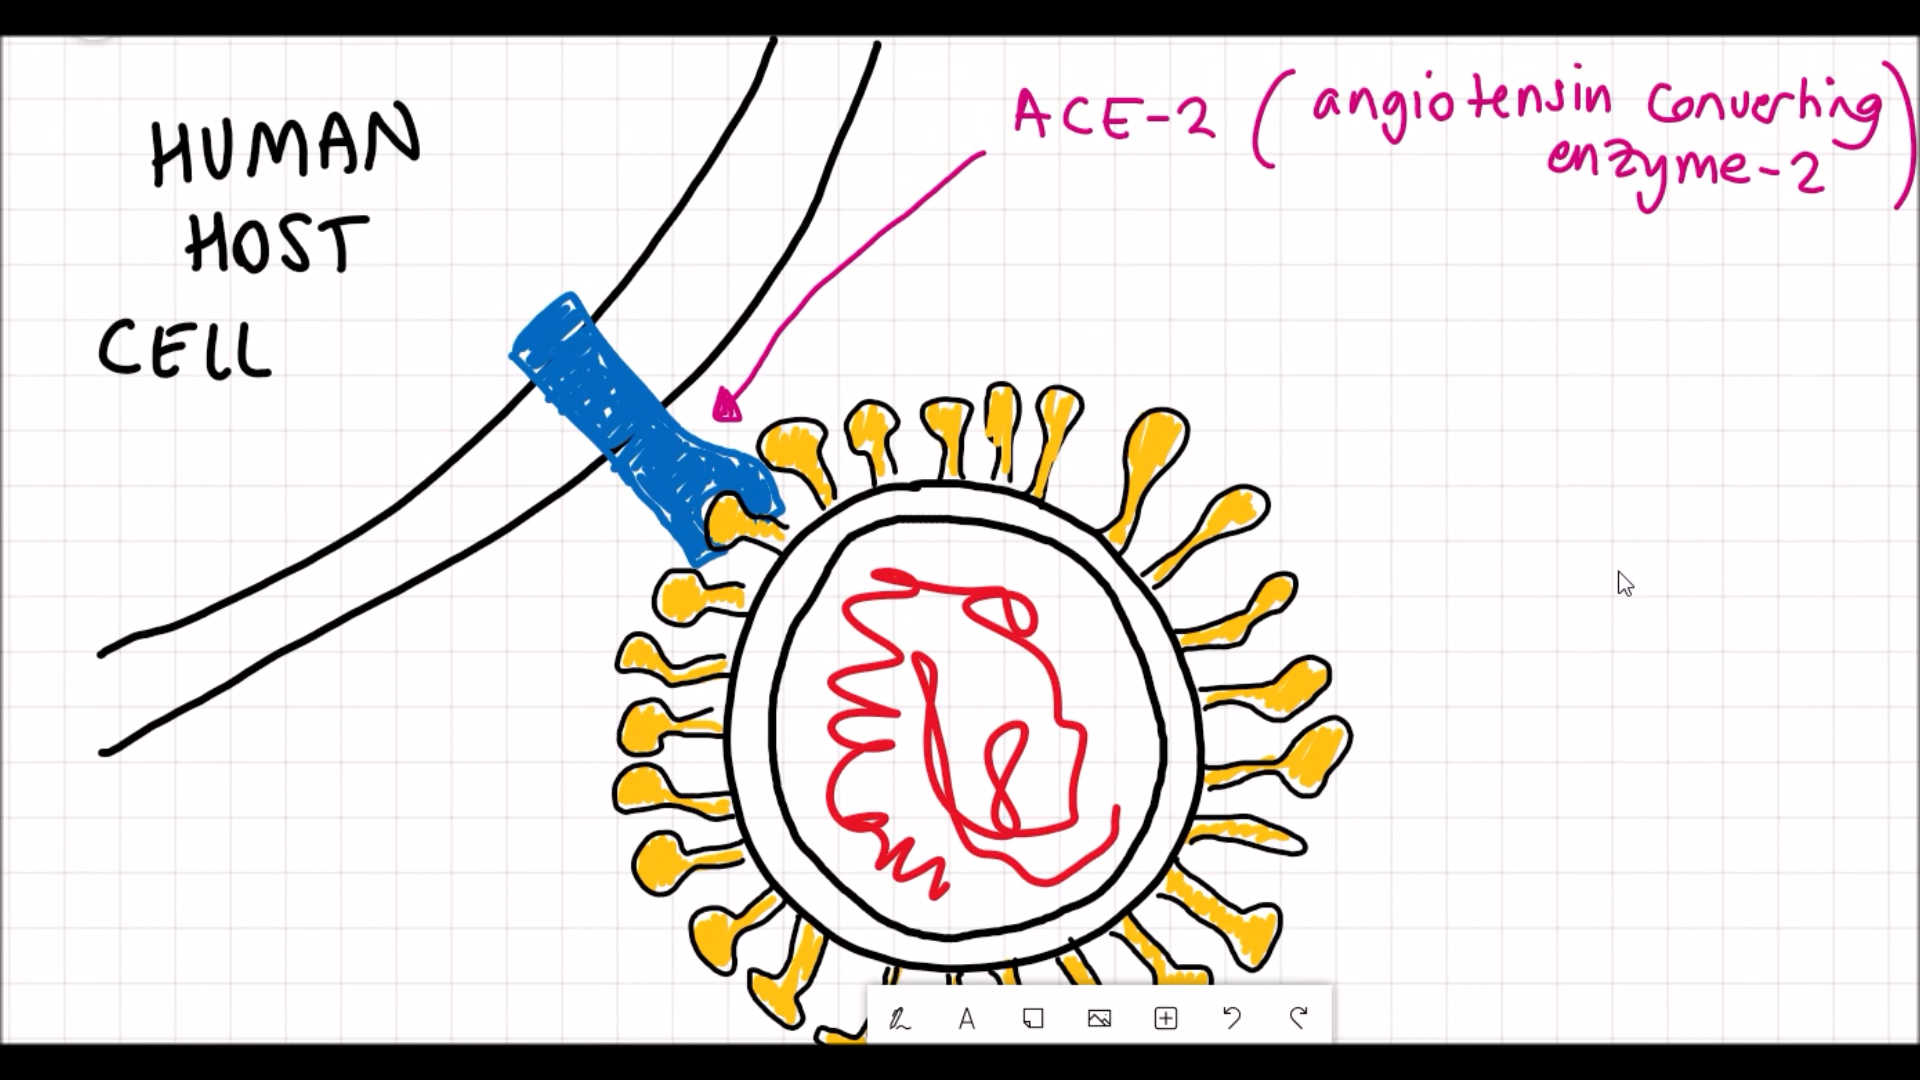 HUMAN
HOST
CELL
ACE-2 (angiotensin converting
enzyme-2)
A